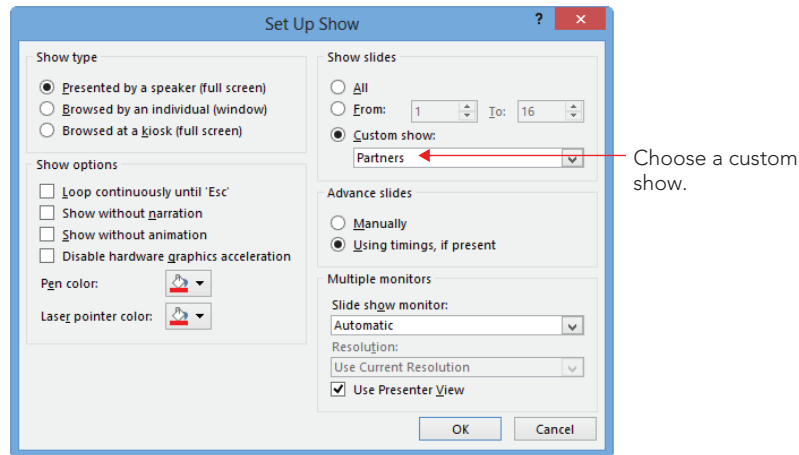 Set Up Show
?
×
Show type
Presented by a speaker (full screen)
Browsed by an individual (window)
Browsed at a kiosk (full screen)
Show options
Loop continuously until 'Esc'
Show without narration
Show without animation
Disable hardware graphics acceleration
Pen color:
Laser pointer color:
Show slides
All
From: 1 To: 16
Custom show:
Partners
Advance slides
Manually
Using timings, if present
Multiple monitors
Slide show monitor:
Automatic
Resolution:
Use Current Resolution
Use Presenter View
OK
Cancel
Choose a custom
show.